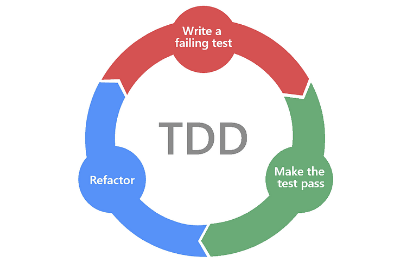 Write a
failing test
TDD
Make the
test pass
Refactor